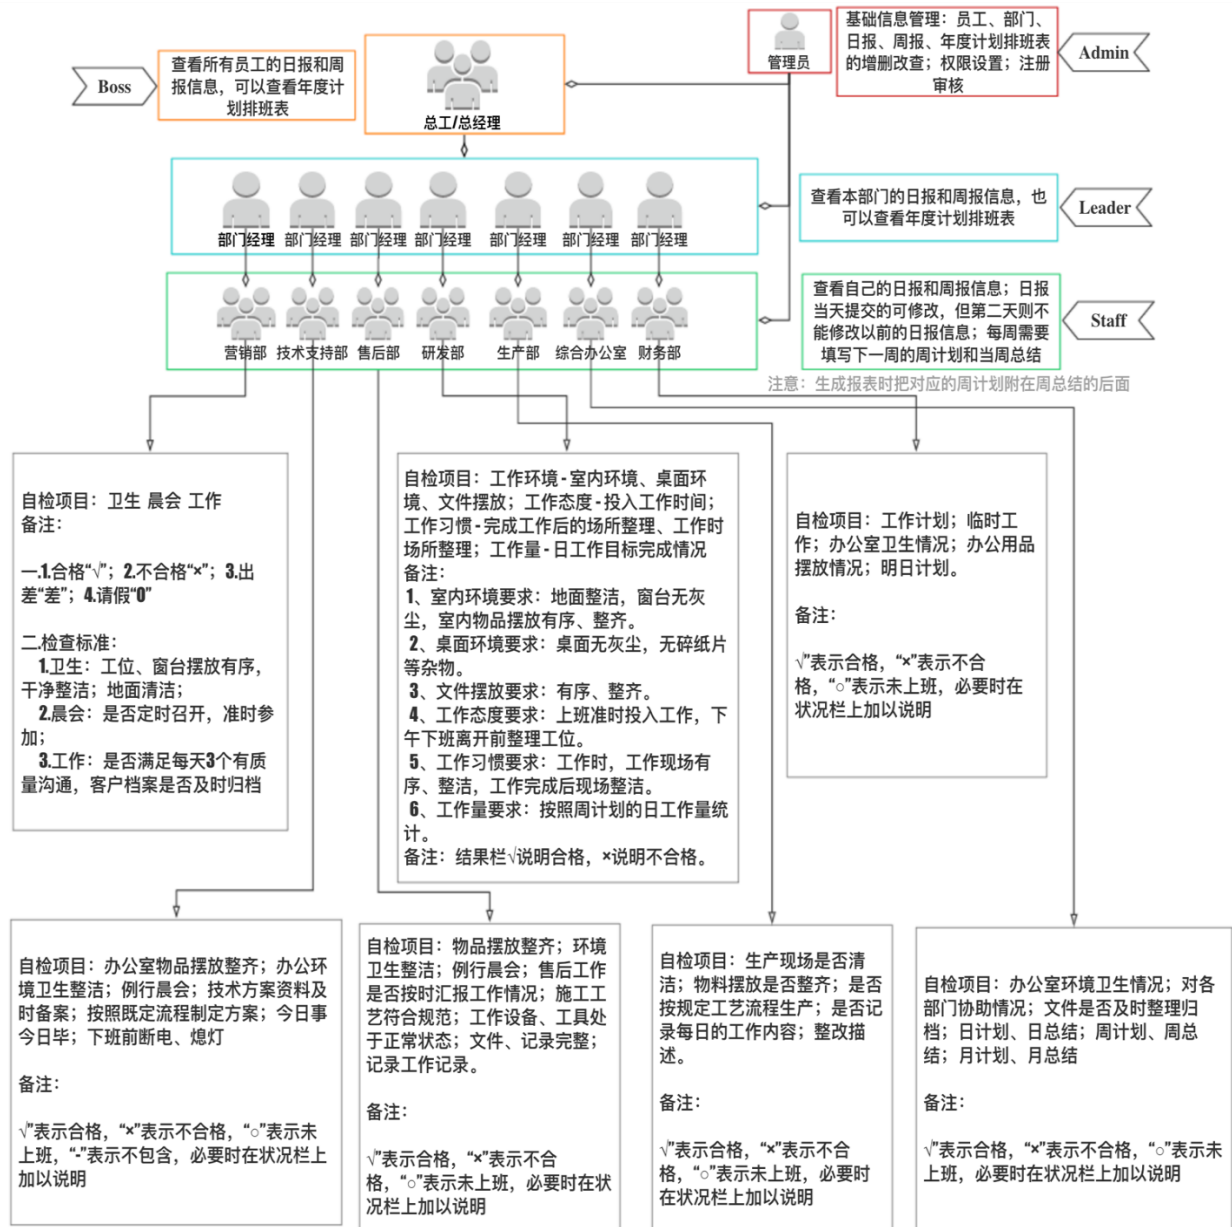 Boss
查看所有员工的日报和周
报信息，可以查看年度计
划排班表
总工/总经理
管理员
基础信息管理：员工、部门、
日报、周报、年度计划排班表
的增删改查；权限设置；注册
审核
Admin
部门经理 部门经理 部门经理 部门经理 部门经理 部门经理 部门经理
查看本部门的日报和周报信息，也
可以查看年度计划排班表
Leader
营销部 技术支持部 售后部 研发部 生产部 综合办公室 财务部
查看自己的日报和周报信息；日报
当天提交的可修改，但第二天则不
能修改以前的日报信息；每周需要
填写下一周的周计划和当周总结
Staff
注意：生成报表时把对应的周计划附在周总结的后面
自检项目：卫生 晨会 工作
备注：
一.1.合格“√”；2.不合格“×”；3.出
差“差”；4.请假“0”
二.检查标准：
1.卫生：工位、窗台摆放有序，
干净整洁；地面清洁；
2.晨会：是否定时召开，准时参
加；
3.工作：是否满足每天3个有质
量沟通，客户档案是否及时归档
自检项目：工作环境-室内环境、桌面环
境、文件摆放；工作态度-投入工作时间；
工作习惯-完成工作后的场所整理、工作时
场所整理；工作量-日工作目标完成情况
备注：
1、室内环境要求：地面整洁，窗台无灰
尘，室内物品摆放有序、整齐。
2、桌面环境要求：桌面无灰尘，无碎纸片
等杂物。
3、文件摆放要求：有序、整齐。
4、工作态度要求：上班准时投入工作，下
午下班离开前整理工位。
5、工作习惯要求：工作时，工作现场有
序、整洁，工作完成后现场整洁。
6、工作量要求：按照周计划的日工作量统
计。
备注：结果栏√说明合格，×说明不合格。
自检项目：工作计划；临时工
作；办公室卫生情况；办公用品
摆放情况；明日计划。
备注：
√”表示合格，“×”表示不合
格，“○”表示未上班，必要时在
状况栏上加以说明
自检项目：办公室物品摆放整齐；办公环
境卫生整洁；例行晨会；技术方案资料及
时备案；按照既定流程制定方案；今日事
今日毕；下班前断电、熄灯
备注：
√”表示合格，“×”表示不合格，“○”表示未
上班，“-”表示不包含，必要时在状况栏上
加以说明
自检项目：物品摆放整齐；环境
卫生整洁；例行晨会；售后工作
是否按时汇报工作情况；施工工
艺符合规范；工作设备、工具处
于正常状态；文件、记录完整；
记录工作记录。
备注：
√”表示合格，“×”表示不合
格，“○”表示未上班，必要时在状
况栏上加以说明
自检项目：生产现场是否清
洁；物料摆放是否整齐；是否
按规定工艺流程生产；是否记
录每日的工作内容；整改描
述。
备注：
√”表示合格，“×”表示不合
格，“○”表示未上班，必要时
在状况栏上加以说明
自检项目：办公室环境卫生情况；对各
部门协助情况；文件是否及时整理归
档；日计划、日总结；周计划、周总
结；月计划、月总结
备注：
√”表示合格，“×”表示不合格，“○”表示未
上班，必要时在状况栏上加以说明